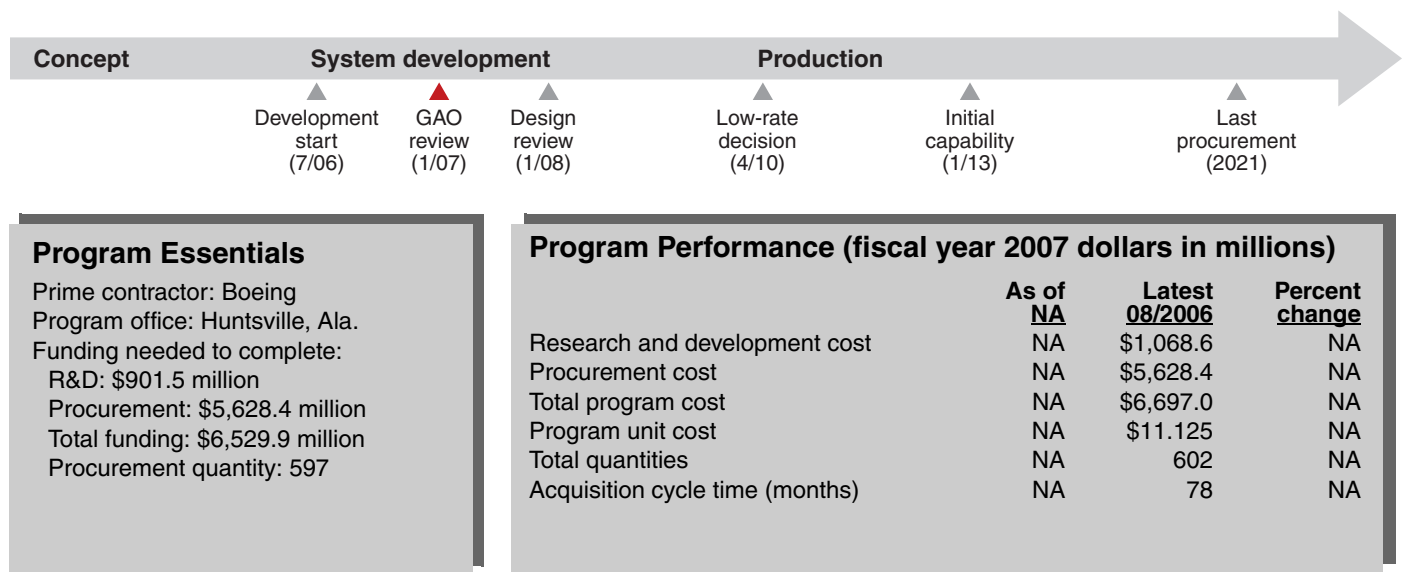 Concept System development Production
Development start (7/06)
GAO review (1/07)
Design review (1/08)
Low-rate decision (4/10)
Initial capability (1/13)
Last procurement (2021)
Program Essentials
Prime contractor: Boeing
Program office: Huntsville, Ala.
Funding needed to complete:
R&D: $901.5 million
Procurement: $5,628.4 million
Total funding: $6,529.9 million
Procurement quantity: 597
Program Performance (fiscal year 2007 dollars in millions)
As of NA Latest 08/2006 Percent change
Research and development cost NA $1,068.6 NA
Procurement cost NA $5,628.4 NA
Total program cost NA $6,697.0 NA
Program unit cost NA $11.125 NA
Total quantities NA 602 NA
Acquisition cycle time (months) NA 78 NA